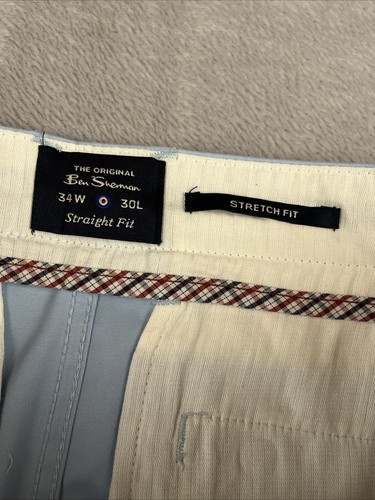 THE ORIGINAL
Ben Sherman
34W 30L
Straight Fit
STRETCH FIT